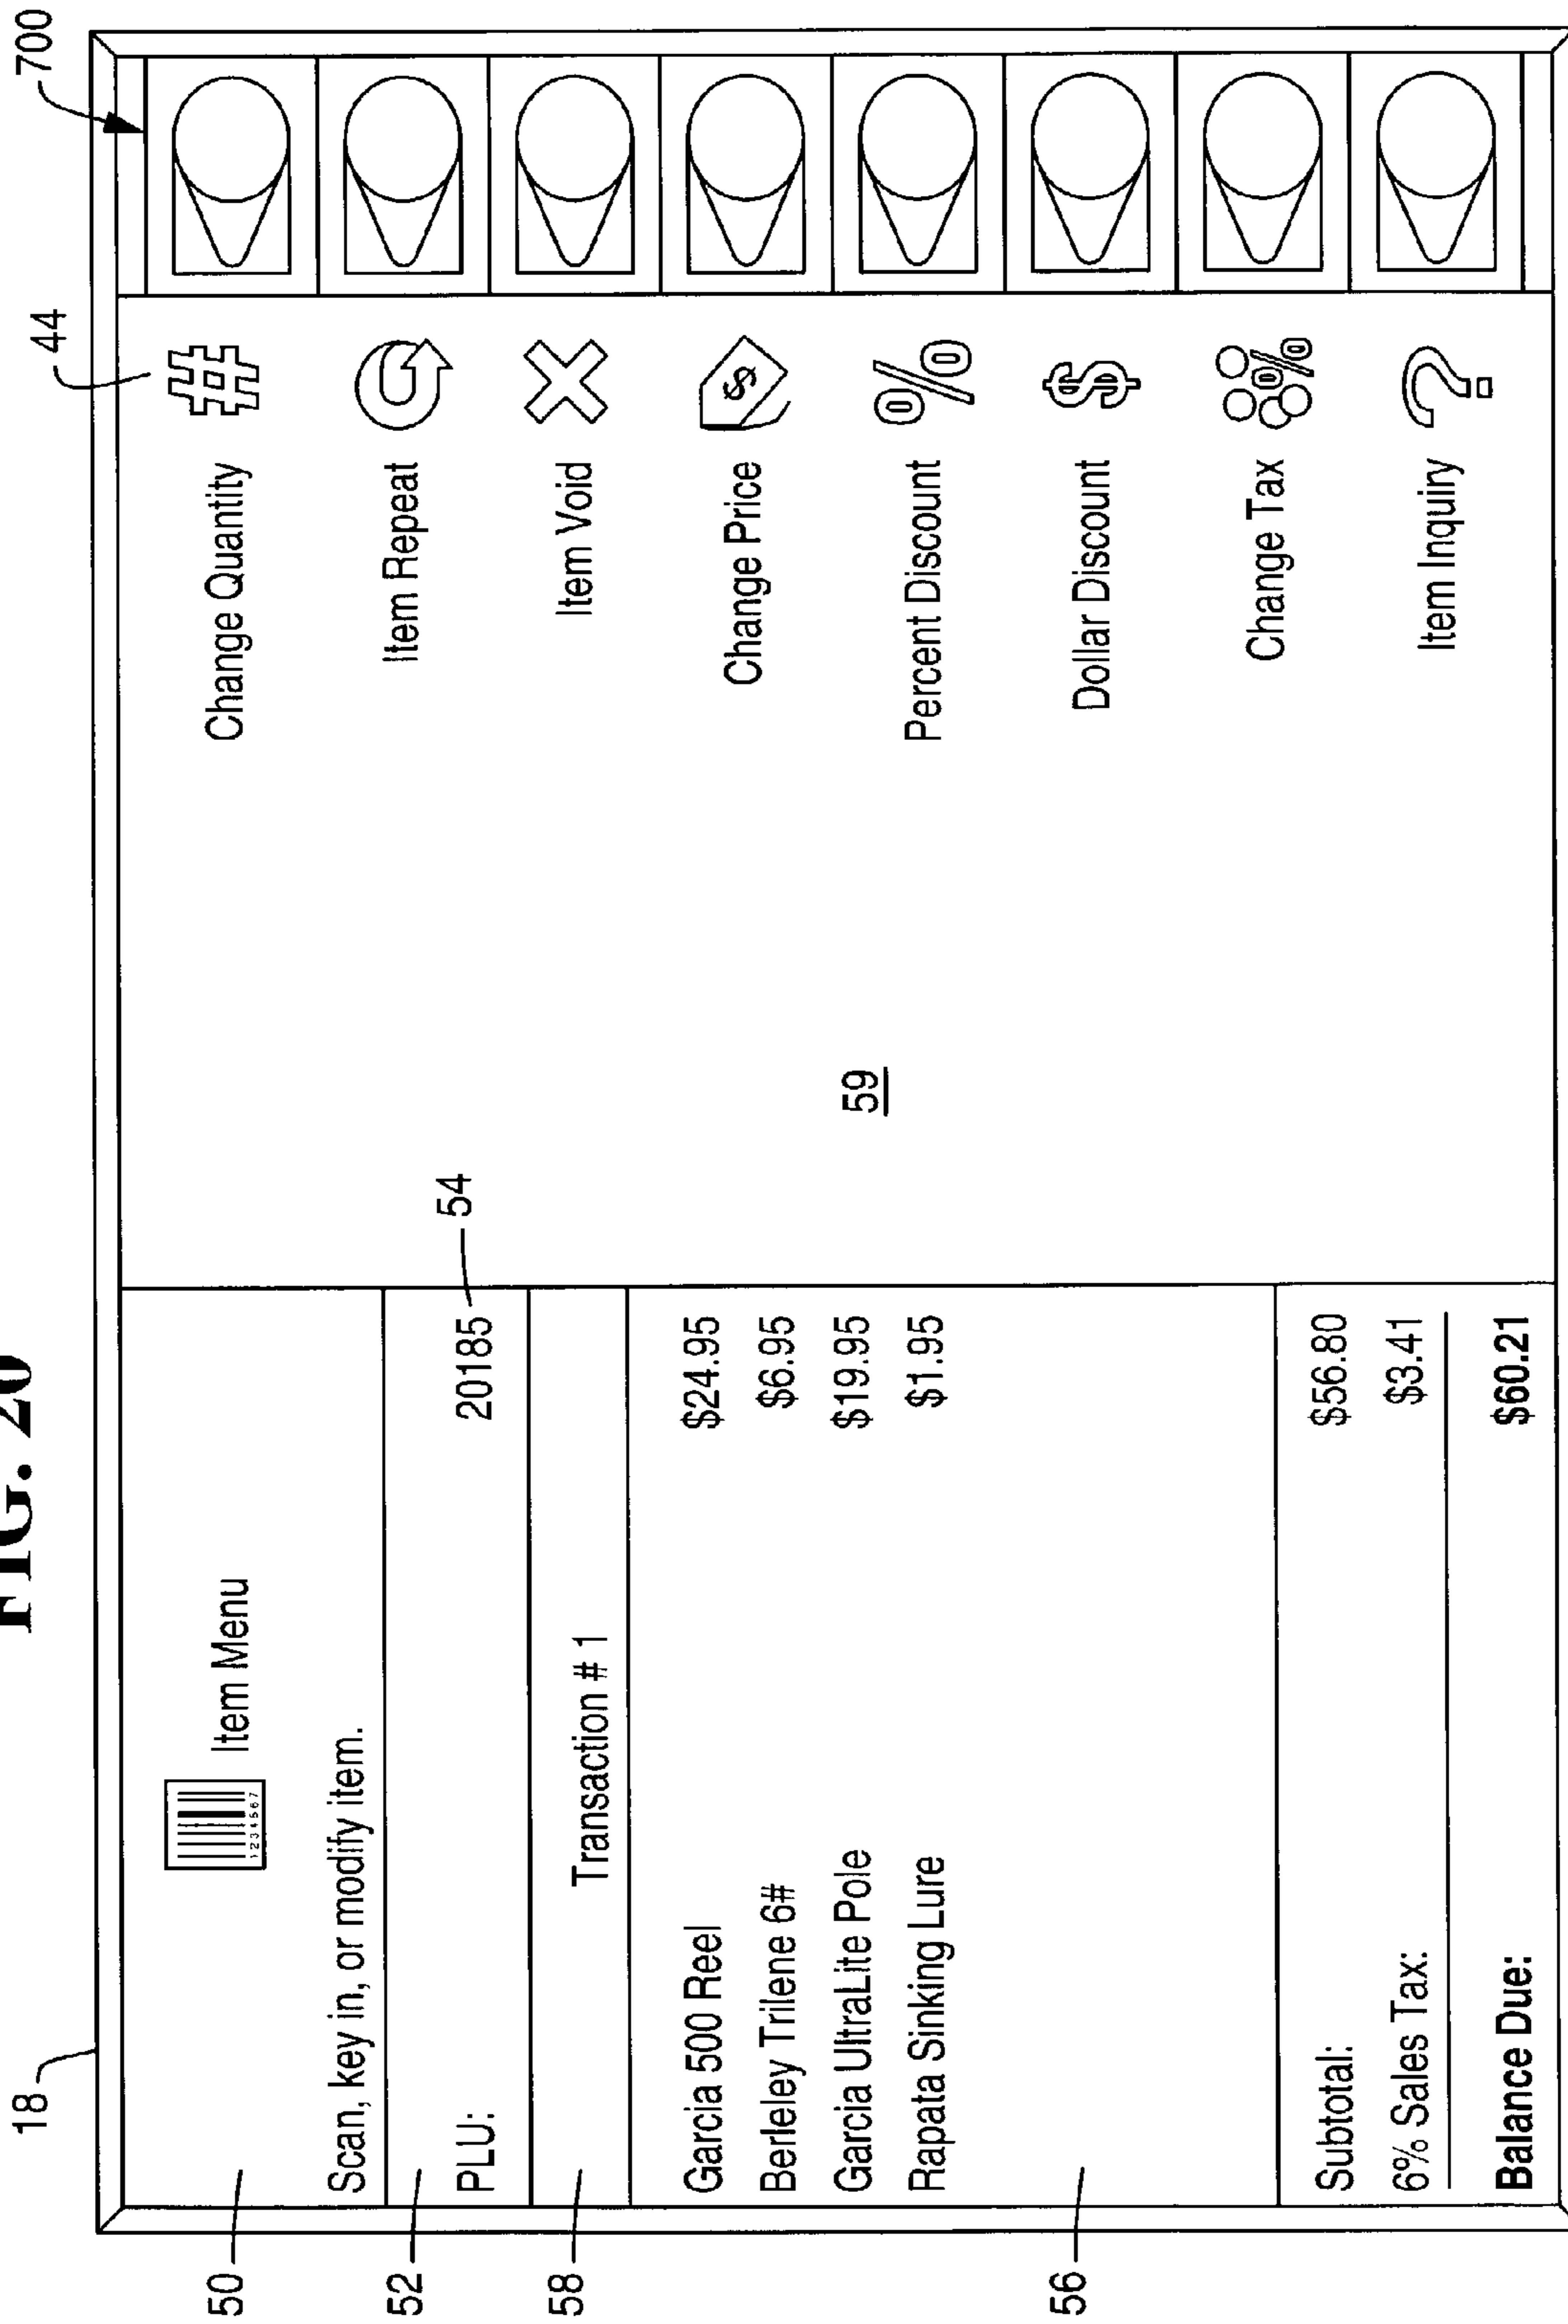 FIG. 20
18
700
44
50
Item Menu
1234567
Scan, key in, or modify item.
52
PLU: 20185
54
58
Transaction # 1
Garcia 500 Reel $24.95
Berleley Trilene 6# $6.95
Garcia UltraLite Pole $19.95
Rapata Sinking Lure $1.95
56
Subtotal: $56.80
6% Sales Tax: $3.41
Balance Due: $60.21
59
Change Quantity #
Item Repeat
Item Void
Change Price $
Percent Discount %
Dollar Discount $
Change Tax %
Item Inquiry ?